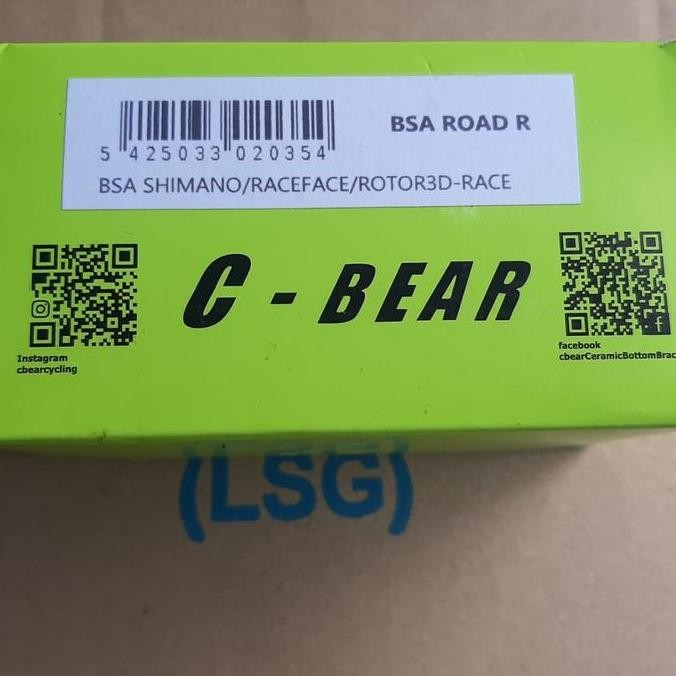 BSA ROAD R
5 425033 020354
BSA SHIMANO/RACEFACE/ROTOR3D-RACE
C - BEAR
Instagram
cbearcycling
facebook
cbearCeramicBottomBrac
(LSG)